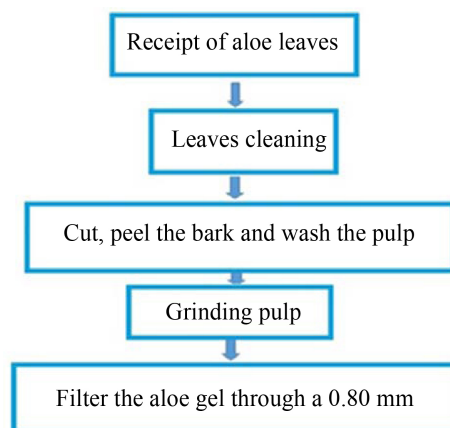 Receipt of aloe leaves
Leaves cleaning
Cut, peel the bark and wash the pulp
Grinding pulp
Filter the aloe gel through a 0.80 mm